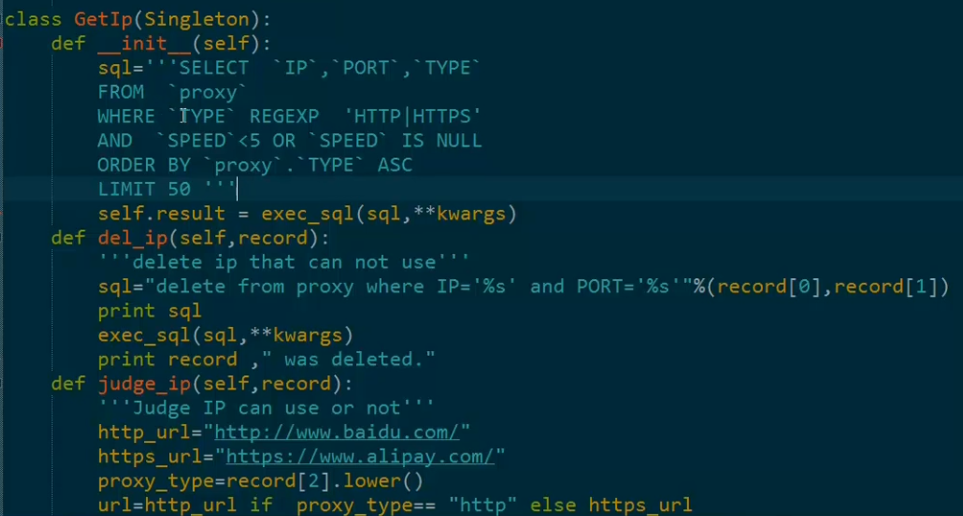 class GetIp(Singleton):
    def __init__(self):
        sql='''SELECT  `IP`,`PORT`,`TYPE`
        FROM  `proxy`
        WHERE `TYPE` REGEXP  'HTTP|HTTPS'
        AND  `SPEED`<5 OR `SPEED` IS NULL
        ORDER BY `proxy`.`TYPE` ASC
        LIMIT 50 '''
        self.result = exec_sql(sql,**kwargs)
    def del_ip(self,record):
        '''delete ip that can not use'''
        sql="delete from proxy where IP='%s' and PORT='%s'"%(record[0],record[1])
        print sql
        exec_sql(sql,**kwargs)
        print record ," was deleted."
    def judge_ip(self,record):
        '''Judge IP can use or not'''
        http_url="http://www.baidu.com/"
        https_url="https://www.alipay.com/"
        proxy_type=record[2].lower()
        url=http_url if  proxy_type== "http" else https_url